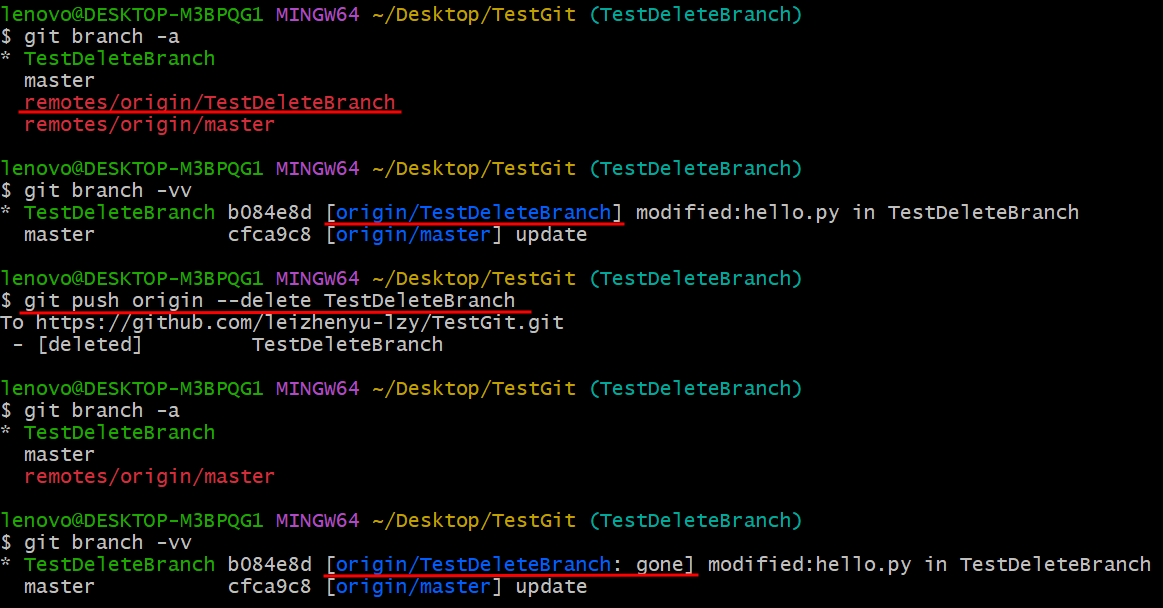 lenovo@DESKTOP-M3BPQG1 MINGW64 ~/Desktop/TestGit (TestDeleteBranch)
$ git branch -a
* TestDeleteBranch
  master
  remotes/origin/TestDeleteBranch
  remotes/origin/master
lenovo@DESKTOP-M3BPQG1 MINGW64 ~/Desktop/TestGit (TestDeleteBranch)
$ git branch -vv
* TestDeleteBranch b084e8d [origin/TestDeleteBranch] modified:hello.py in TestDeleteBranch
  master           cfca9c8 [origin/master] update
lenovo@DESKTOP-M3BPQG1 MINGW64 ~/Desktop/TestGit (TestDeleteBranch)
$ git push origin --delete TestDeleteBranch
To https://github.com/leizhenyu-lzy/TestGit.git
 - [deleted]         TestDeleteBranch
lenovo@DESKTOP-M3BPQG1 MINGW64 ~/Desktop/TestGit (TestDeleteBranch)
$ git branch -a
* TestDeleteBranch
  master
  remotes/origin/master
lenovo@DESKTOP-M3BPQG1 MINGW64 ~/Desktop/TestGit (TestDeleteBranch)
$ git branch -vv
* TestDeleteBranch b084e8d [origin/TestDeleteBranch: gone] modified:hello.py in TestDeleteBranch
  master           cfca9c8 [origin/master] update